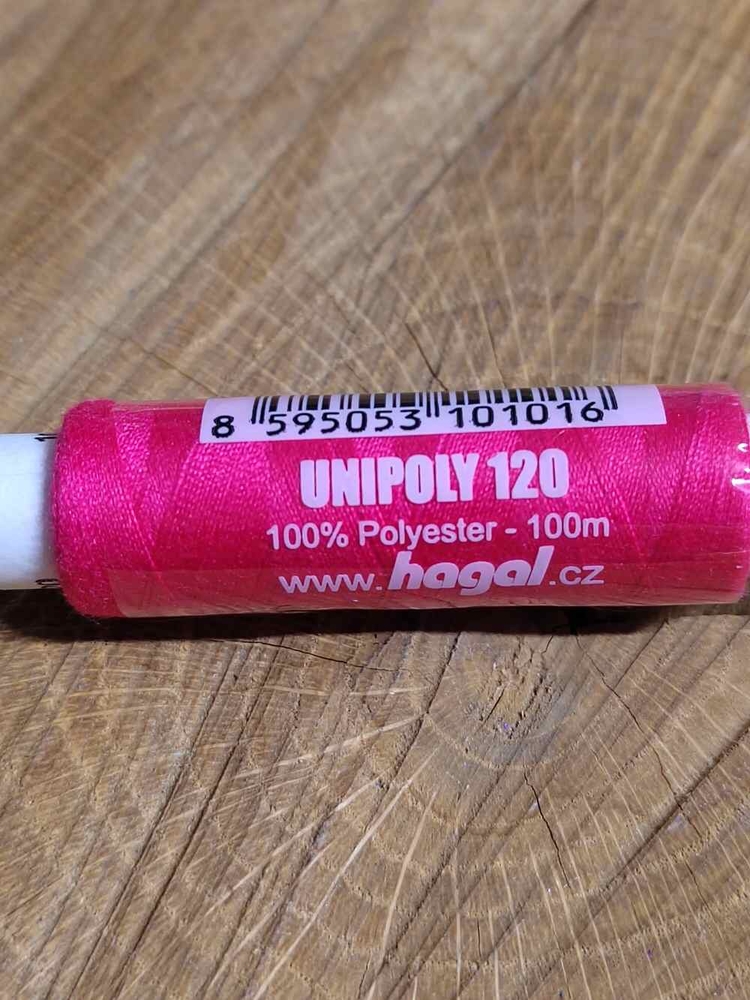 8 595053 101016
UNIPOLY 120
100% Polyester - 100m
www.hagal.cz